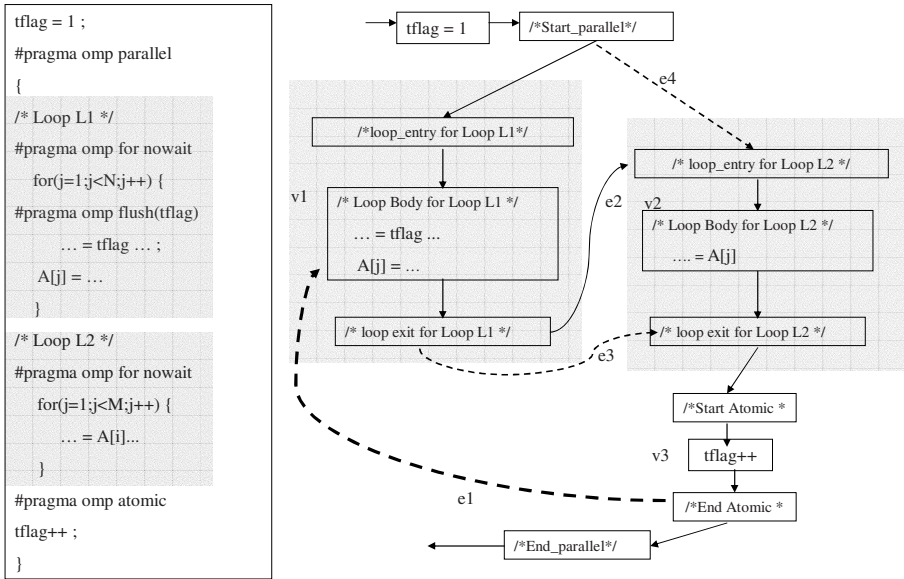 tflag = 1 ;
#pragma omp parallel
{
/* Loop L1 */
#pragma omp for nowait
for(j=1;j<N;j++) {
#pragma omp flush(tflag)
… = tflag … ;
A[j] = …
}
/* Loop L2 */
#pragma omp for nowait
for(j=1;j<M;j++) {
… = A[i]...
}
#pragma omp atomic
tflag++ ;
}
tflag = 1
/*Start_parallel*/
e4
/*loop_entry for Loop L1*/
/* loop_entry for Loop L2 */
v1
/* Loop Body for Loop L1 */
… = tflag ...
A[j] = …
e2
v2
/* Loop Body for Loop L2 */
…. = A[j]
/* loop exit for Loop L1 */
/* loop exit for Loop L2 */
e3
/*Start Atomic *
v3
tflag++
e1
/*End Atomic *
/*End_parallel*/